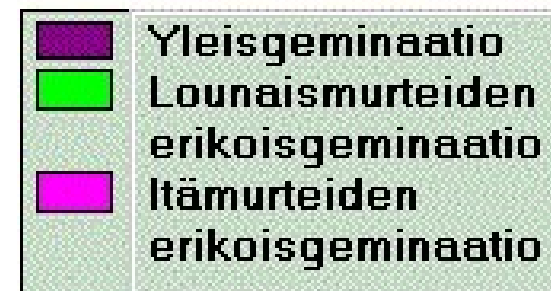 Yleisgeminaatio
Lounaismurteiden
erikoisgeminaatio
Itämurteiden
erikoisgeminaatio